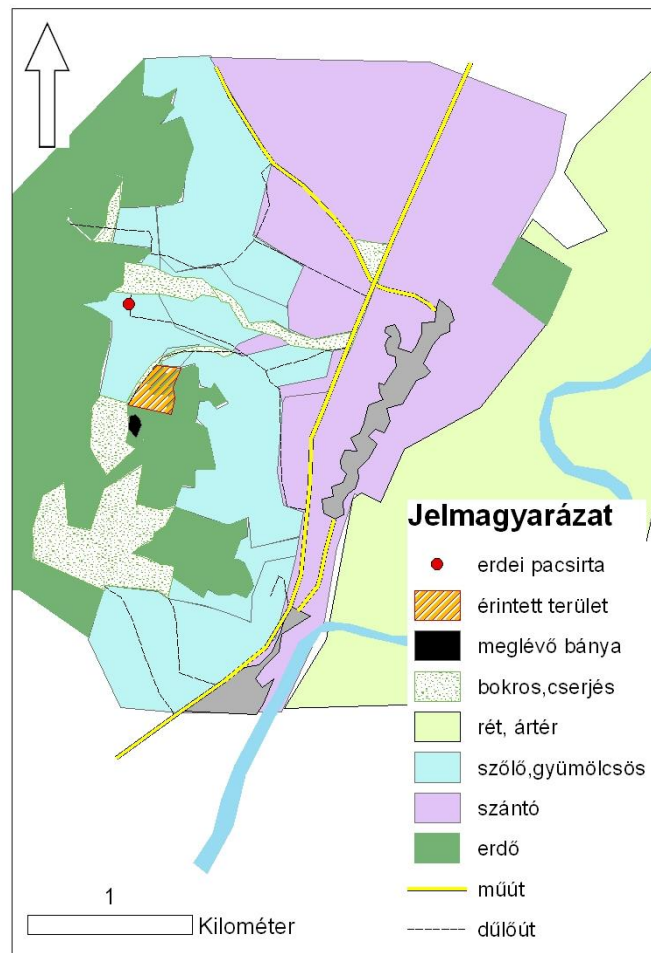 Jelmagyarázat
erdei pacsirta
érintett terület
meglévő bánya
bokros,cserjés
rét, ártér
szőlő,gyümölcsös
szántó
erdő
műút
dűlőút
1
Kilométer